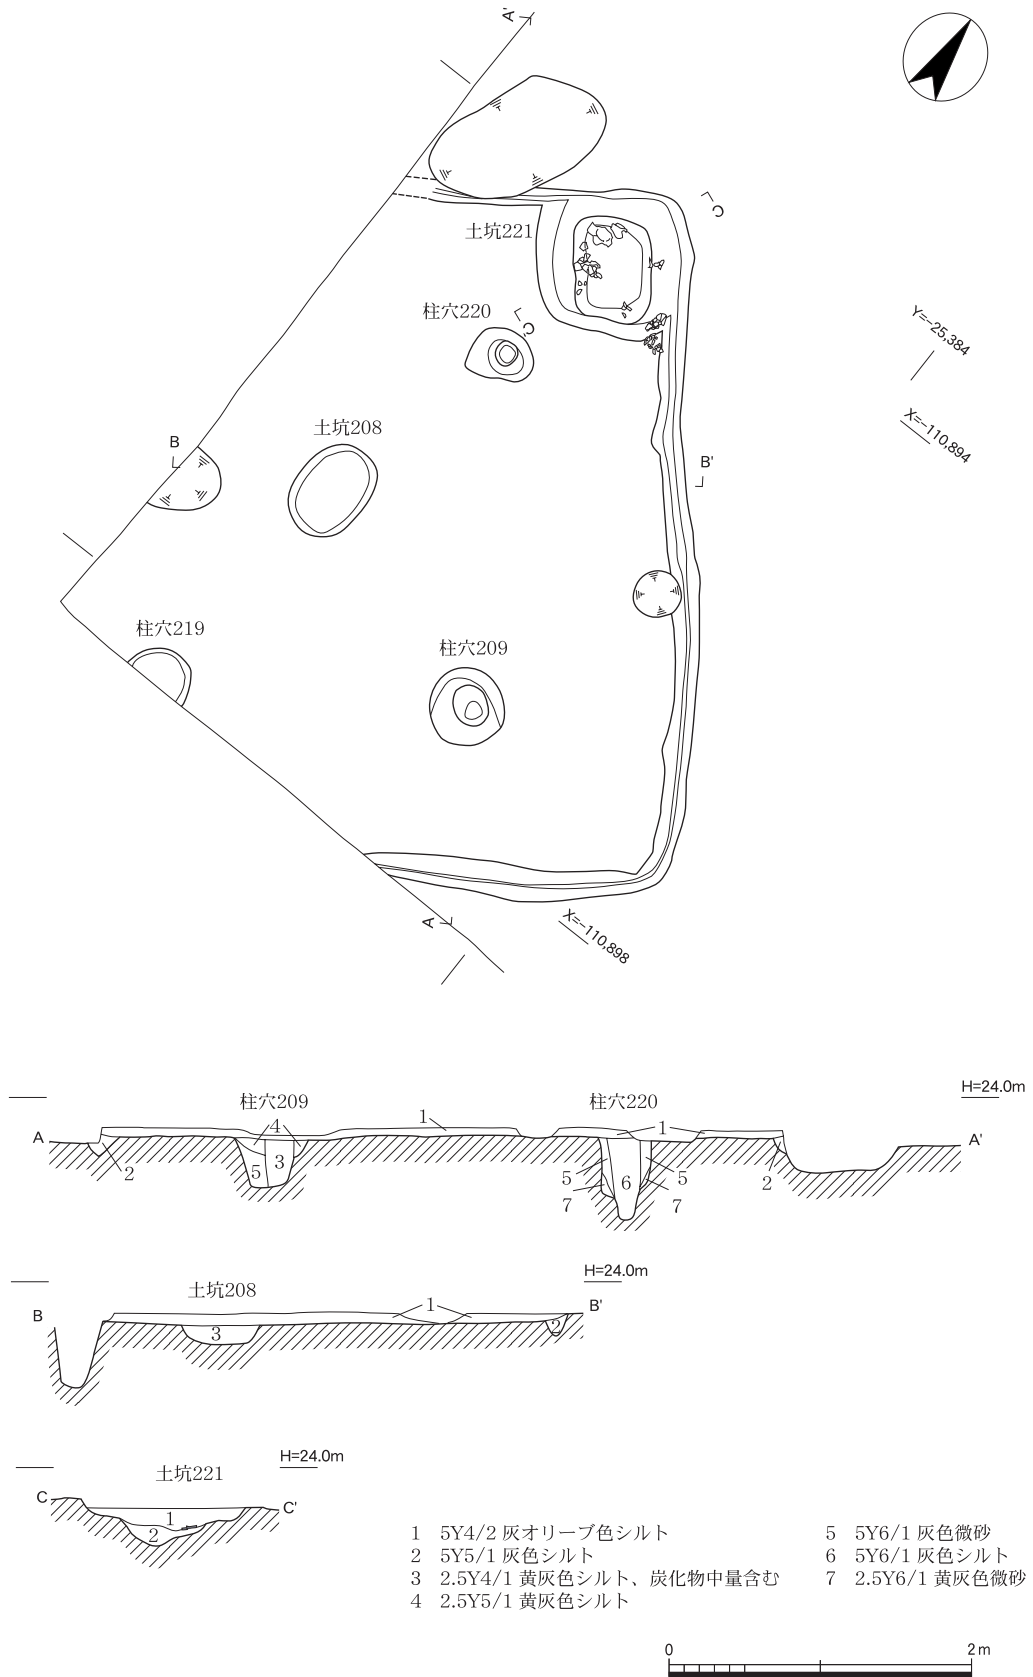 A'
土坑221
C
柱穴220
C'
Y=-25,384
X=-110,894
土坑208
B
B'
柱穴219
柱穴209
A
X=-110,898
H=24.0m
柱穴209
柱穴220
4
1
1
A
A'
2
5
3
5
6
5
7
7
2
H=24.0m
土坑208
1
B
B'
3
2
H=24.0m
土坑221
C
C'
1
2
1 5Y4/2 灰オリーブ色シルト
2 5Y5/1 灰色シルト
3 2.5Y4/1 黄灰色シルト、炭化物中量含む
4 2.5Y5/1 黄灰色シルト
5 5Y6/1 灰色微砂
6 5Y6/1 灰色シルト
7 2.5Y6/1 黄灰色微砂
0 2m